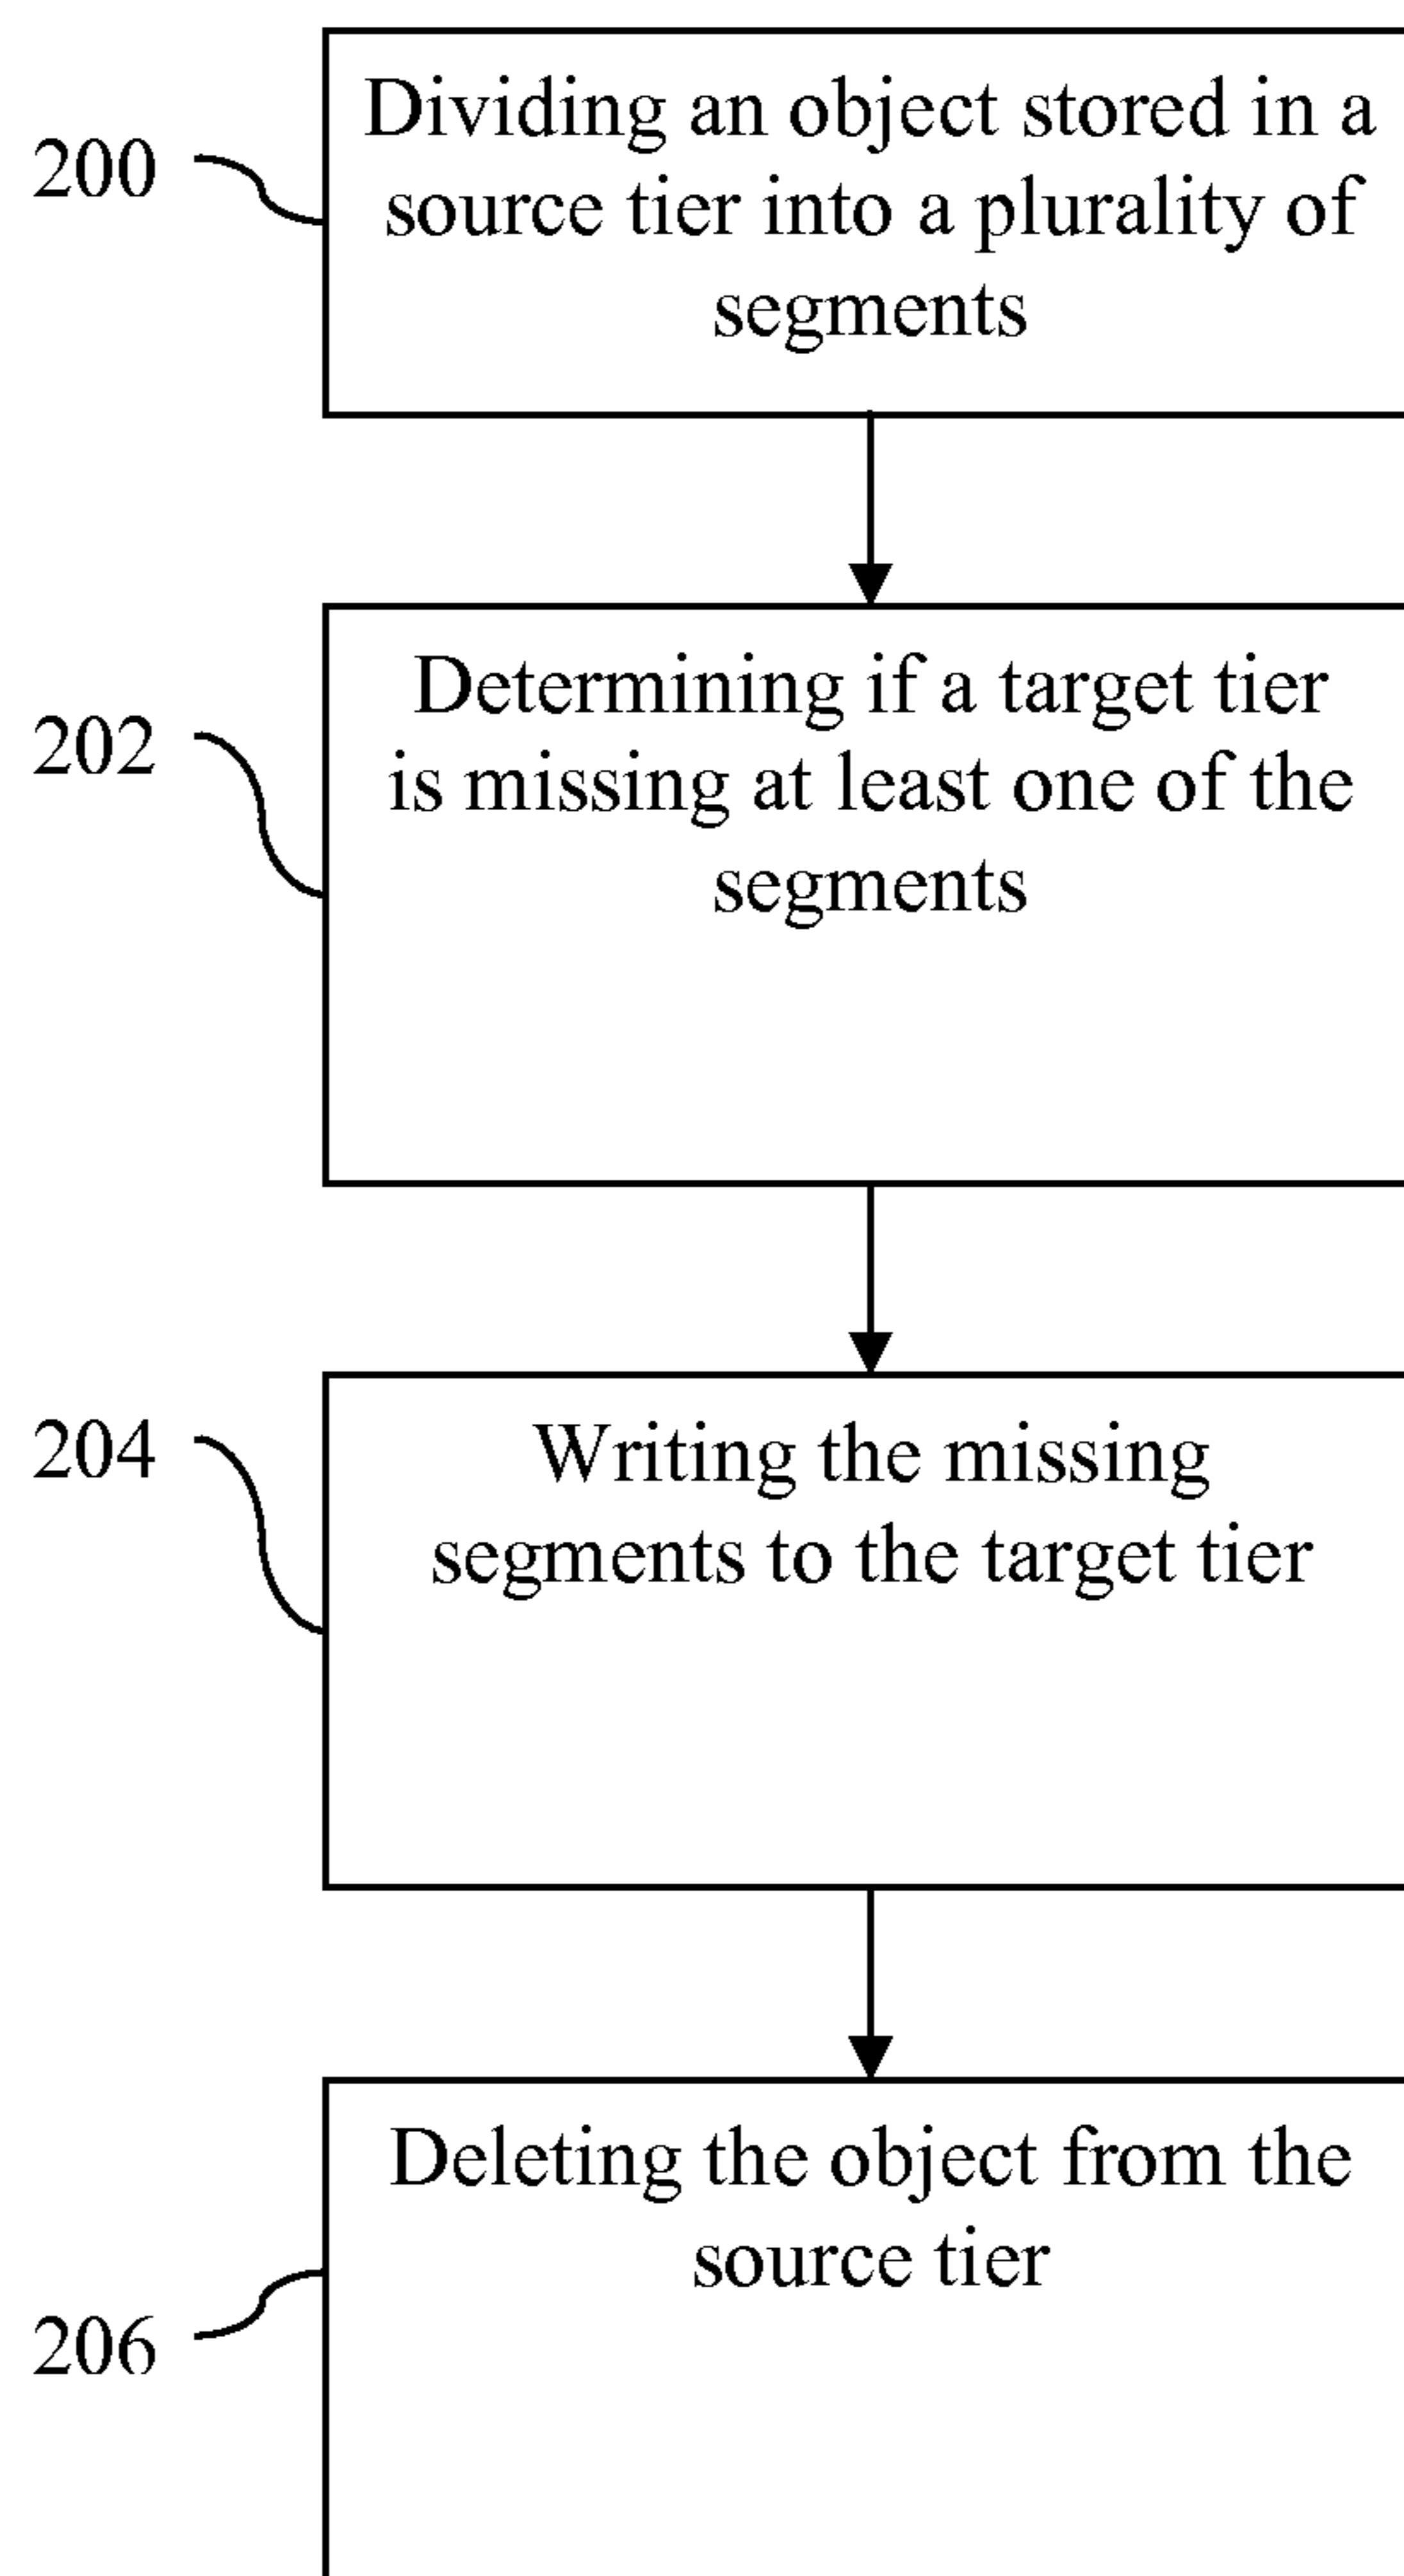 200
Dividing an object stored in a
source tier into a plurality of
segments
202
Determining if a target tier
is missing at least one of the
segments
204
Writing the missing
segments to the target tier
206
Deleting the object from the
source tier